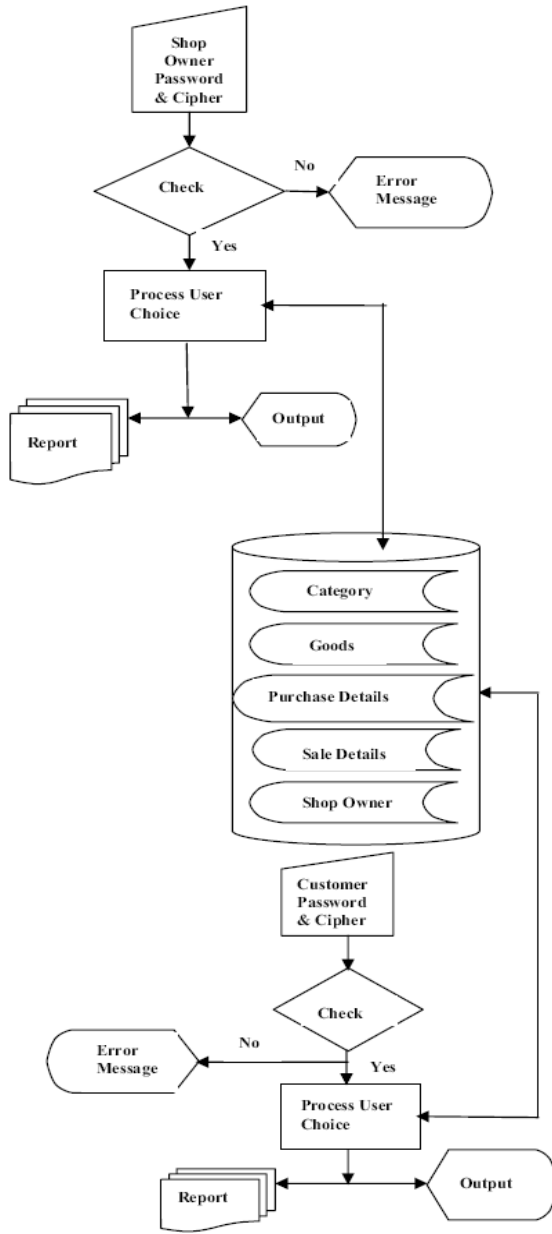 Shop
Owner
Password
& Cipher
No
Check
Error
Message
Yes
Process User
Choice
Report
Output
Category
Goods
Purchase Details
Sale Details
Shop Owner
Customer
Password
& Cipher
Check
No
Error
Message
Yes
Process User
Choice
Report
Output